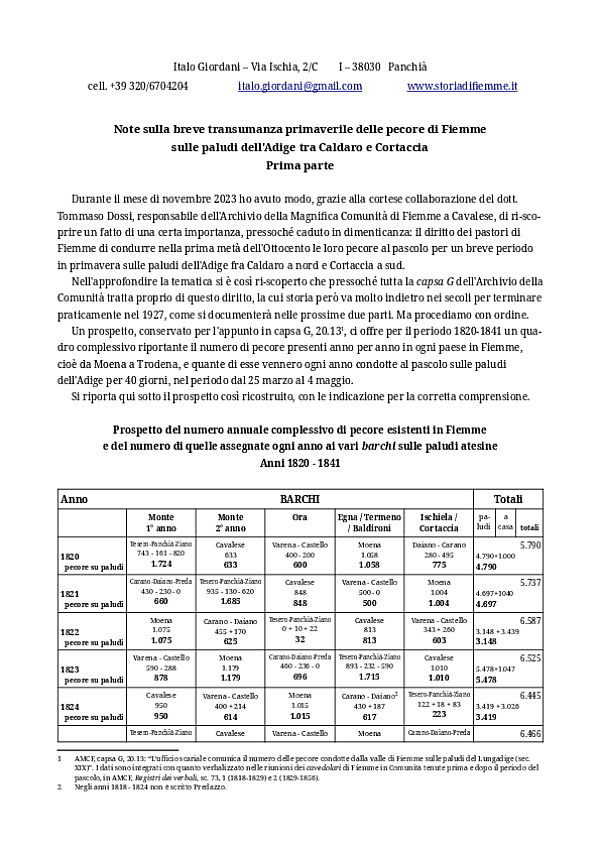 Italo Giordani – Via Ischia, 2/C I – 38030 Panchià
cell. +39 320/6704204 italo.giordani@gmail.com www.storiadifiemme.it
Note sulla breve transumanza primaverile delle pecore di Fiemme
sulle paludi dell'Adige tra Caldaro e Cortaccia
Prima parte
Durante il mese di novembre 2023 ho avuto modo, grazie alla cortese collaborazione del dott.
Tommaso Dossi, responsabile dell'Archivio della Magnifica Comunità di Fiemme a Cavalese, di ri-sco-
prire un fatto di una certa importanza, pressoché caduto in dimenticanza: il diritto dei pastori di
Fiemme di condurre nella prima metà dell'Ottocento le loro pecore al pascolo per un breve periodo
in primavera sulle paludi dell'Adige fra Caldaro a nord e Cortaccia a sud.
Nell'approfondire la tematica si è così ri-scoperto che pressoché tutta la capsa G dell'Archivio della
Comunità tratta proprio di questo diritto, la cui storia però va molto indietro nei secoli per terminare
praticamente nel 1927, come si documenterà nelle prossime due parti. Ma procediamo con ordine.
Un prospetto, conservato per l'appunto in capsa G, 20.13¹, ci offre per il periodo 1820-1841 un qua-
dro complessivo riportante il numero di pecore presenti anno per anno in ogni paese in Fiemme,
cioè da Moena a Trodena, e quante di esse vennero ogni anno condotte al pascolo sulle paludi
dell'Adige per 40 giorni, nel periodo dal 25 marzo al 4 maggio.
Si riporta qui sotto il prospetto così ricostruito, con le indicazione per la corretta comprensione.
Prospetto del numero annuale complessivo di pecore esistenti in Fiemme
e del numero di quelle assegnate ogni anno ai vari barchi sulle paludi atesine
Anni 1820 - 1841
Anno BARCHI Totali
Monte Monte Ora Egna / Termeno Ischiela / pa- a
1° anno 2° anno / Baldironi Cortaccia ludi casa totali
Tesero-Panchià-Ziano Cavalese Varena - Castello Moena Daiano - Carano 5.790
1820 743 - 161 - 820 633 400 - 200 1.058 280 - 495 4.790+1.000
pecore su paludi 1.724 633 600 1.058 775 4.790
Carano-Daiano-Preda Tesero-Panchià-Ziano Cavalese Varena - Castello Moena 5.737
1821 430 - 230 - 0 935 - 130 - 620 848 500 - 0 1.004 4.697+1040
pecore su paludi 660 1.685 848 500 1.004 4.697
Moena Carano - Daiano Tesero-Panchià-Ziano Cavalese Varena - Castello 6.587
1822 1.075 455 + 170 0 + 10 + 22 813 343 + 260 3.148 + 3.439
pecore su paludi 1.075 625 32 813 603 3.148
Varena - Castello Moena Carano-Daiano-Preda Tesero-Panchià-Ziano Cavalese 6.525
1823 590 - 288 1.179 460 - 236 - 0 893 - 232 - 590 1.010 5.478+1.047
pecore su paludi 878 1.179 696 1.715 1.010 5.478
Cavalese Varena - Castello Moena Carano - Daiano² Tesero-Panchià-Ziano 6.445
1824 950 400 + 214 1.015 430 + 187 122 + 18 + 83 3.419 + 3.026
pecore su paludi 950 614 1.015 617 223 3.419
Tesero-Panchià-Ziano Cavalese Varena - Castello Moena Carano-Daiano-Preda 6.466
1 AMCF, capsa G, 20.13: "L'ufficio scariale comunica il numero delle pecore condotte dalla valle di Fiemme sulle paludi del Lungadige (sec.
XIX)". I dati sono integrati con quanto verbalizzato nelle riunioni dei cavedolari di Fiemme in Comunità tenute prima e dopo il periodo del
pascolo, in AMCF, Registri dei verbali, sc. 73, 1 (1818-1829) e 2 (1829-1856).
2 Negli anni 1818 - 1824 non è scritto Predazzo.